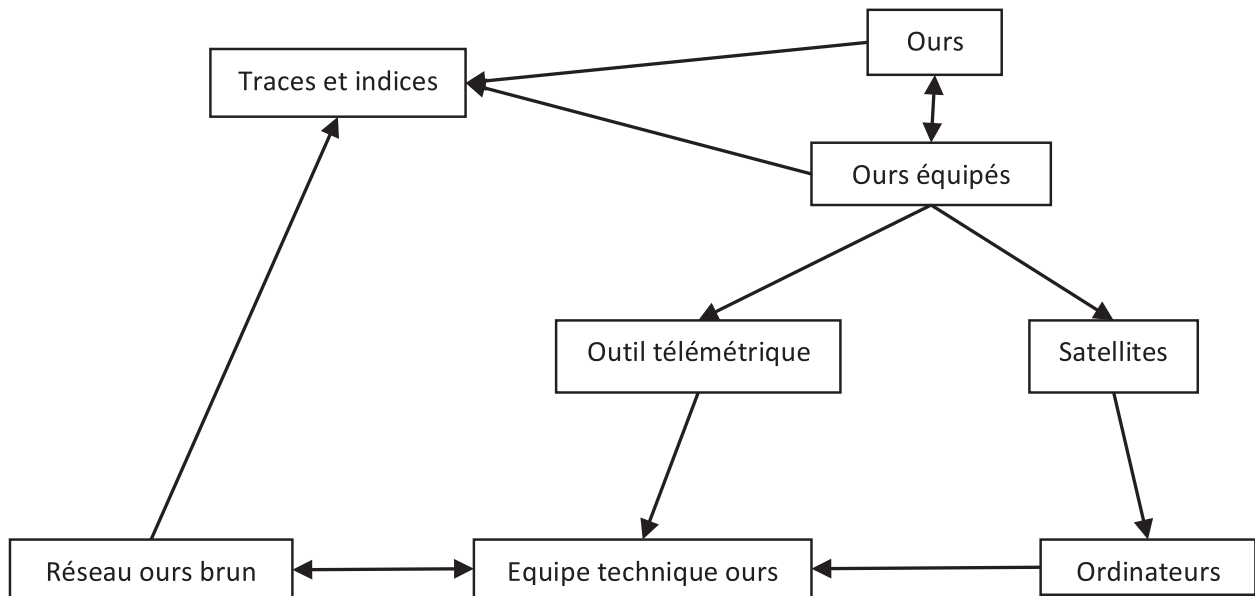 Ours
Traces et indices
Ours équipés
Outil télémétrique
Satellites
Réseau ours brun
Equipe technique ours
Ordinateurs